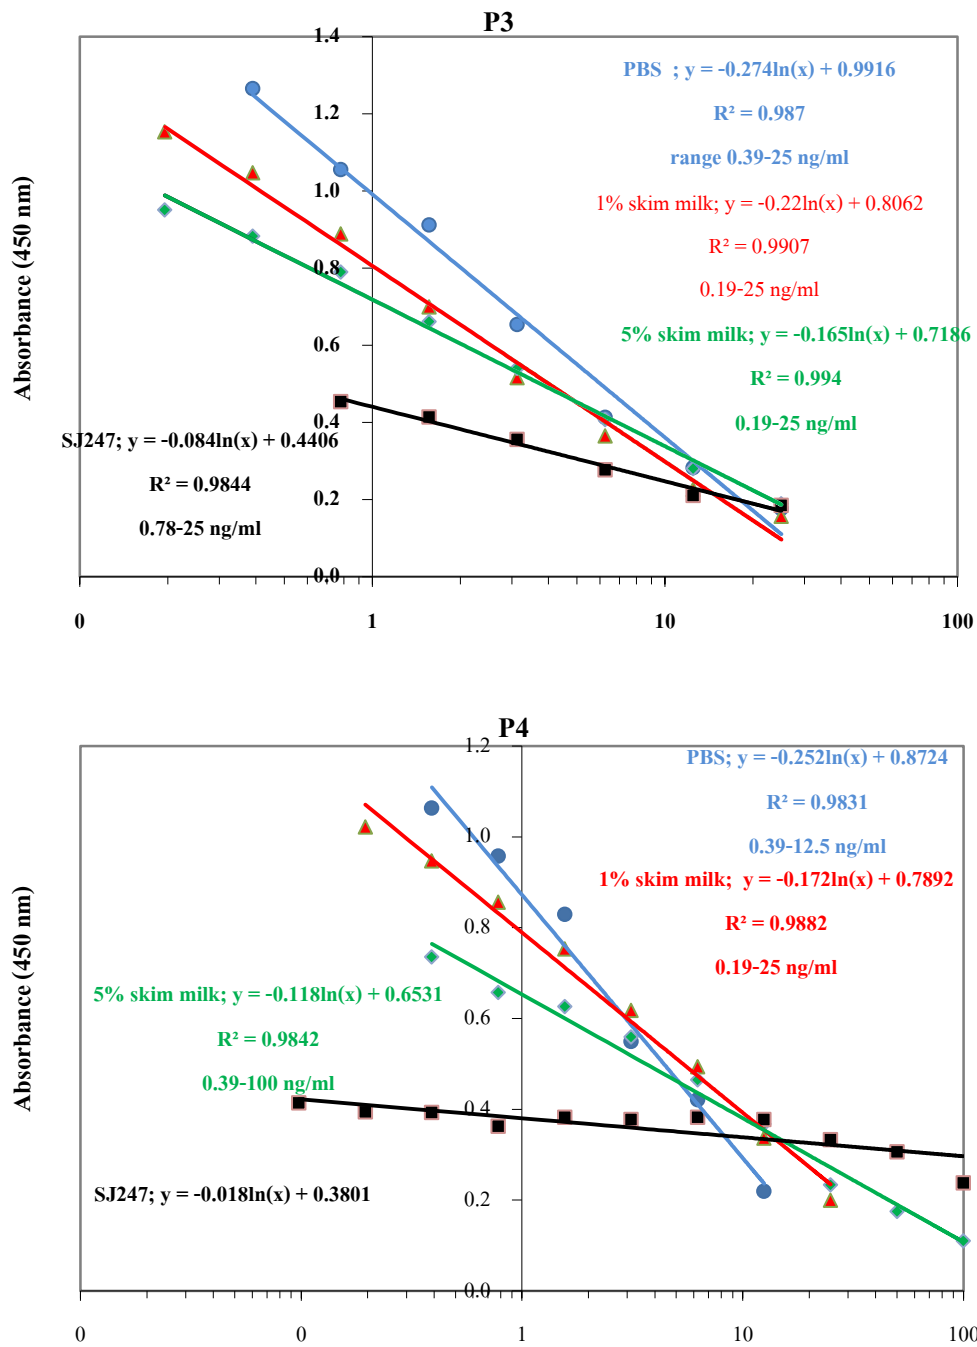 P3
1.4
1.2
1.0
0.8
0.6
0.4
0.2
0.0
Absorbance (450 nm)
PBS ; y = -0.274ln(x) + 0.9916
R² = 0.987
range 0.39-25 ng/ml
1% skim milk; y = -0.22ln(x) + 0.8062
R² = 0.9907
0.19-25 ng/ml
5% skim milk; y = -0.165ln(x) + 0.7186
R² = 0.994
0.19-25 ng/ml
SJ247; y = -0.084ln(x) + 0.4406
R² = 0.9844
0.78-25 ng/ml
0 1 10 100
P4
1.2
1.0
0.8
0.6
0.4
0.2
0.0
Absorbance (450 nm)
PBS; y = -0.252ln(x) + 0.8724
R² = 0.9831
0.39-12.5 ng/ml
1% skim milk; y = -0.172ln(x) + 0.7892
R² = 0.9882
0.19-25 ng/ml
5% skim milk; y = -0.118ln(x) + 0.6531
R² = 0.9842
0.39-100 ng/ml
SJ247; y = -0.018ln(x) + 0.3801
0 0 1 10 100